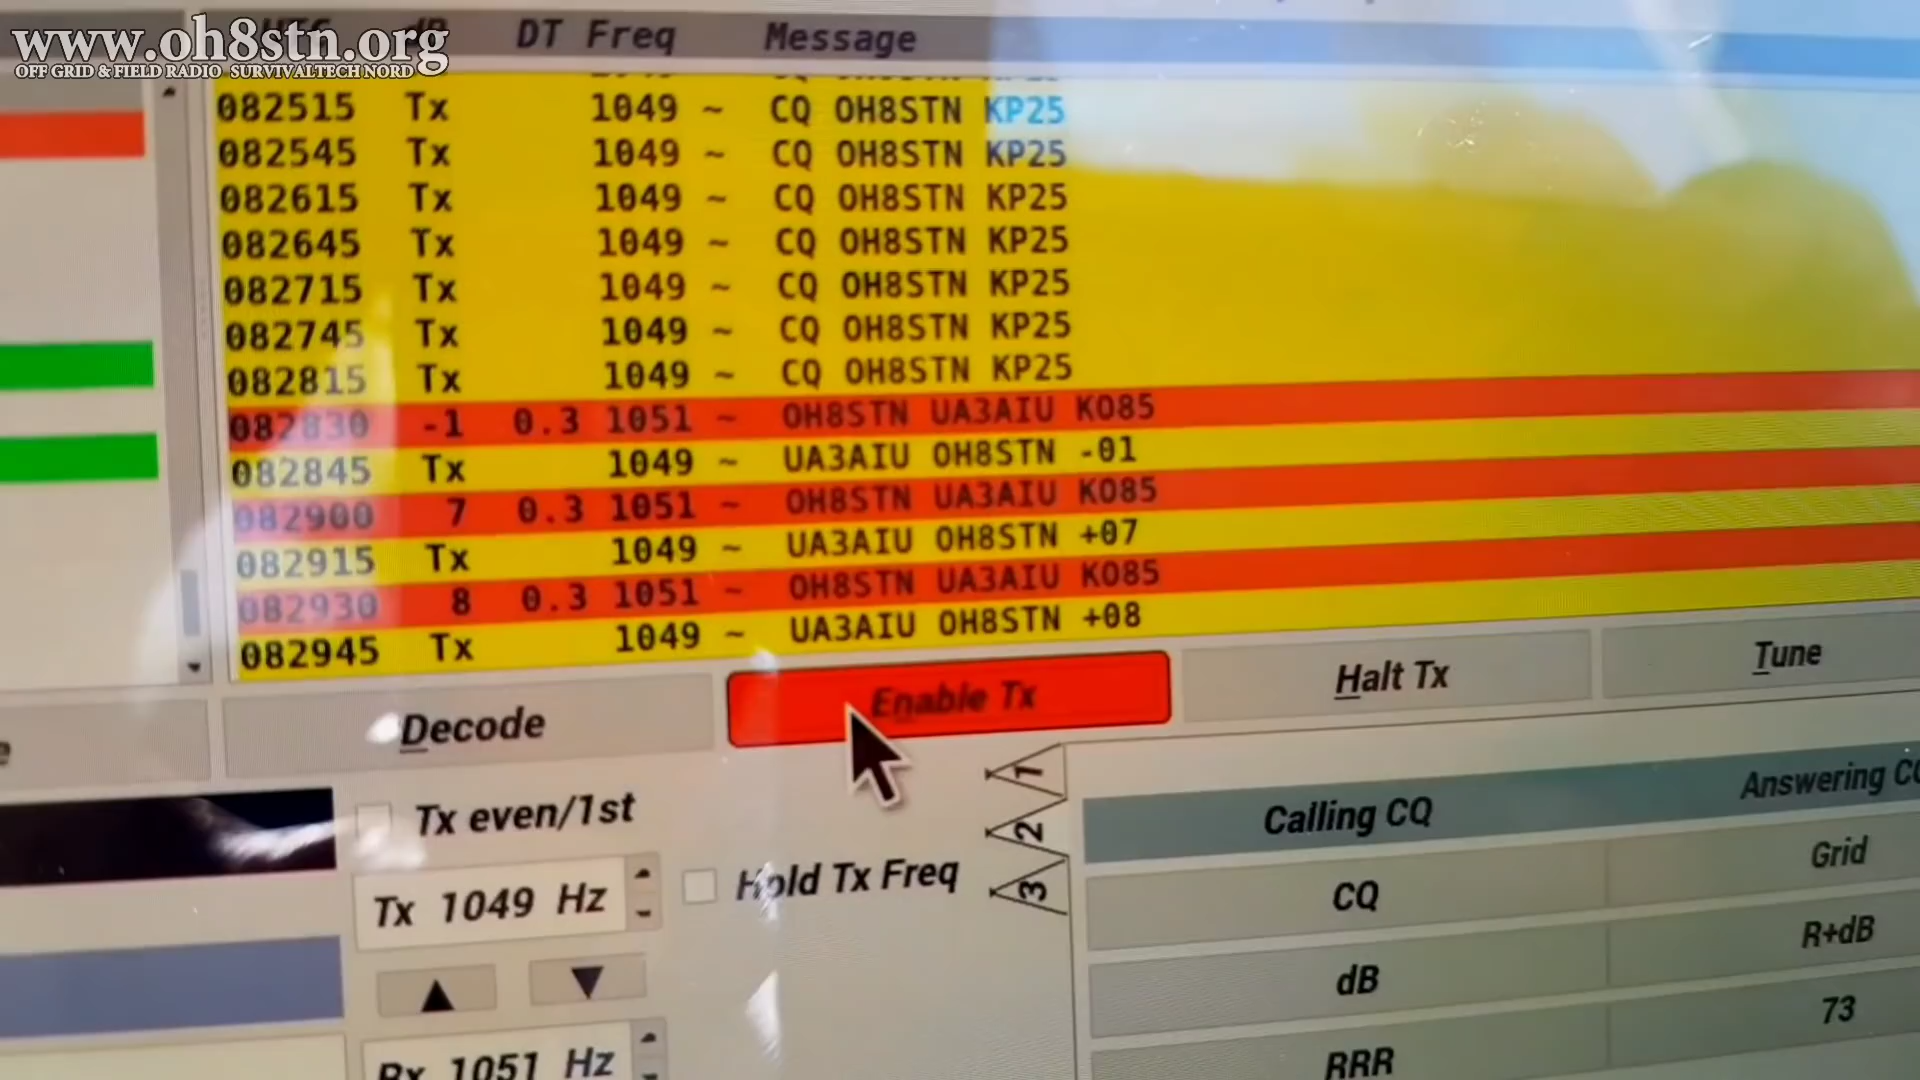 www.oh8stn.org
OFF GRID & FIELD RADIO SURVIVALTECHNORD
DT Freq Message
082515 Tx 1049 ~ CQ OH8STN KP25
082545 Tx 1049 ~ CQ OH8STN KP25
082615 Tx 1049 ~ CQ OH8STN KP25
082645 Tx 1049 ~ CQ OH8STN KP25
082715 Tx 1049 ~ CQ OH8STN KP25
082745 Tx 1049 ~ CQ OH8STN KP25
082815 Tx 1049 ~ CQ OH8STN KP25
082830 -1 0.3 1051 ~ OH8STN UA3AIU KO85
082845 Tx 1049 ~ UA3AIU OH8STN -01
082900 7 0.3 1051 ~ OH8STN UA3AIU KO85
082915 Tx 1049 ~ UA3AIU OH8STN +07
082930 8 0.3 1051 ~ OH8STN UA3AIU KO85
082945 Tx 1049 ~ UA3AIU OH8STN +08
Decode Enable Tx Halt Tx Tune
Tx even/1st
Tx 1049 Hz
Hold Tx Freq
▲ ▼
Rx 1051 Hz
1
2
3
Calling CQ Answering CQ
CQ Grid
dB R+dB
RRR 73